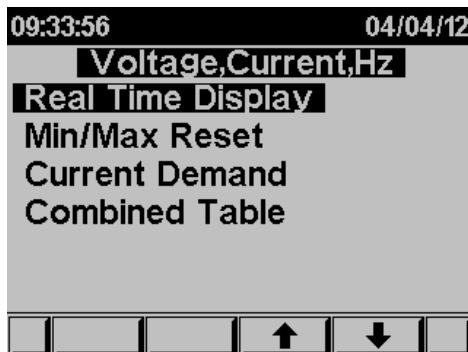 09:33:56 04/04/12
Voltage,Current,Hz
Real Time Display
Min/Max Reset
Current Demand
Combined Table